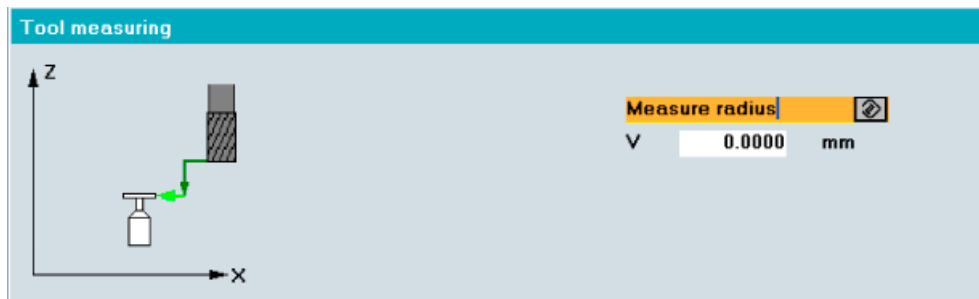 Tool measuring
Z
Measure radius
V 0.0000 mm
X